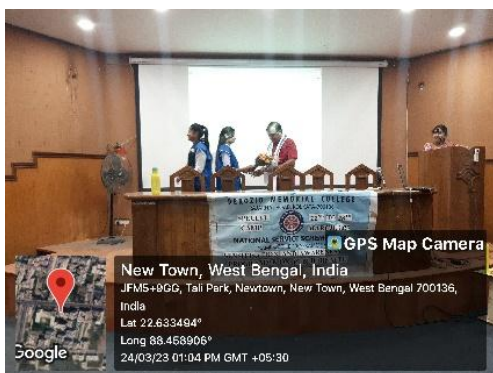 DEROZIO MEMORIAL COLLEGE
SPECIAL
CAMP
NATIONAL SERVICE SCHEME
GPS Map Camera
New Town, West Bengal, India
JFM5+9GG, Tali Park, Newtown, New Town, West Bengal 700136,
India
Lat 22.633494°
Long 88.458906°
24/03/23 01:04 PM GMT +05:30
Google